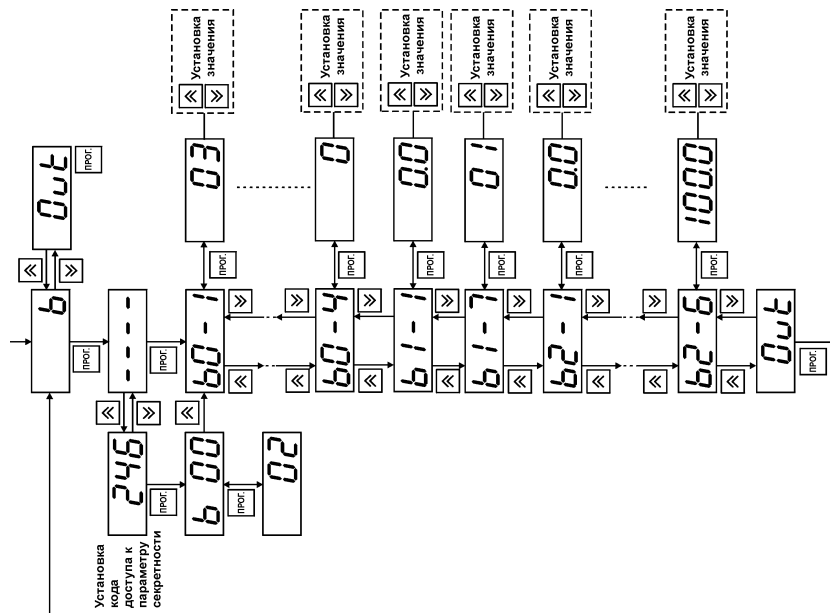 Установка
значения
Установка
значения
Установка
значения
Установка
значения
Установка
значения
Установка
значения
Out
ПРОГ.
03
0
0.0
01
0.0
100.0
ПРОГ.
ПРОГ.
ПРОГ.
ПРОГ.
ПРОГ.
ПРОГ.
b
ПРОГ.
----
ПРОГ.
b0-1
b0-4
b1-1
b1-7
b2-1
b2-6
Out
ПРОГ.
246
ПРОГ.
b 00
ПРОГ.
02
Установка
кода
доступа к
параметру
секретности